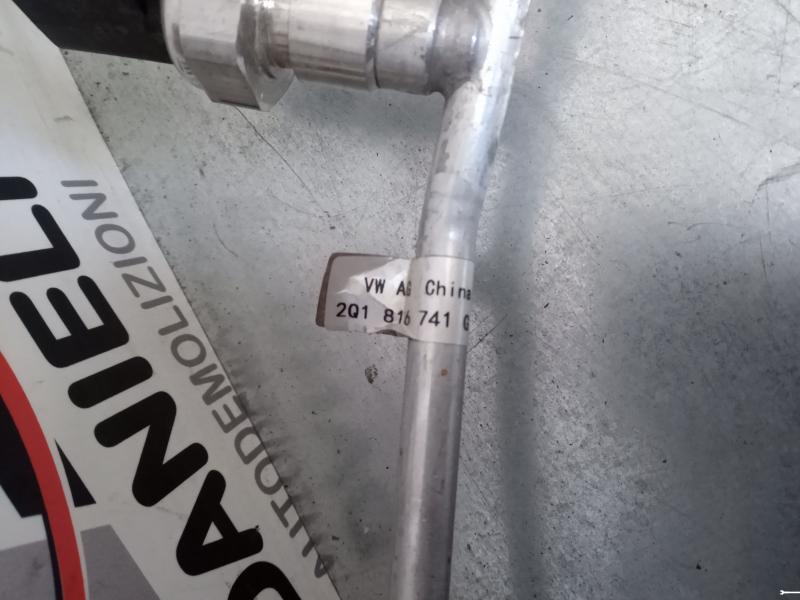 VW AG China
2Q1 816 741 G
DANIELI
AUTODEMOLIZIONI